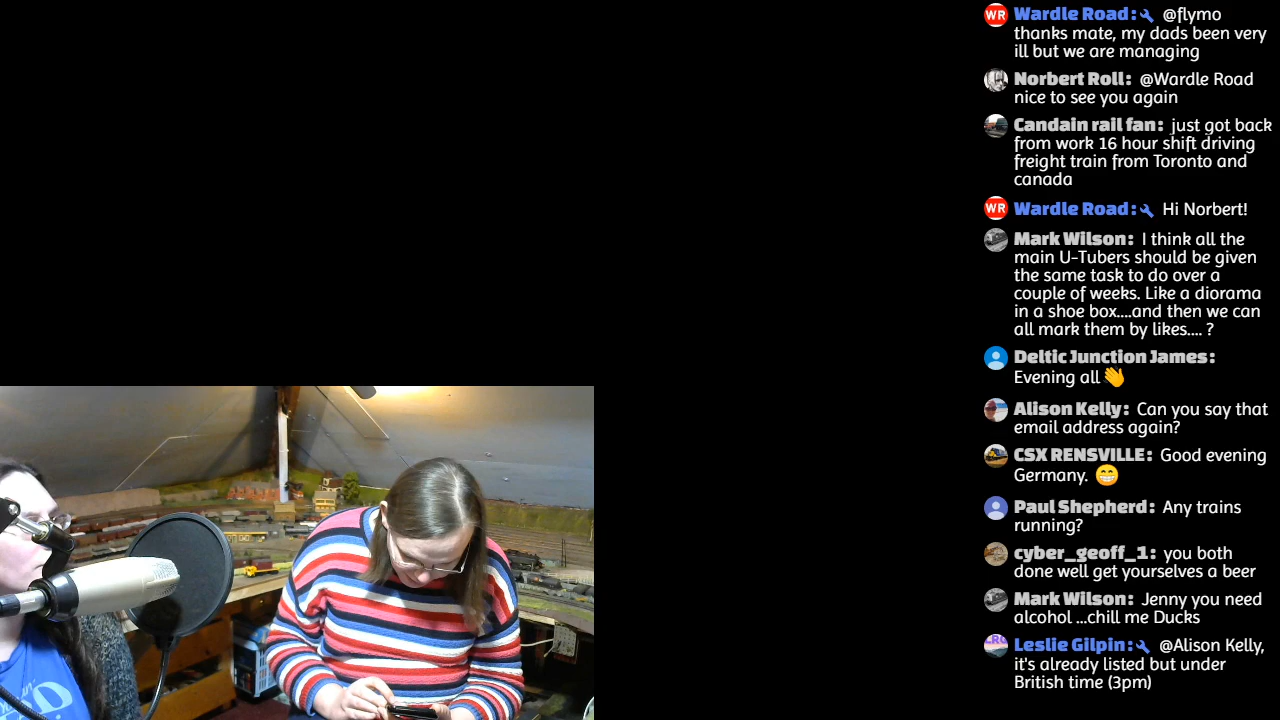 WR Wardle Road: @flymo
thanks mate, my dads been very
ill but we are managing
Norbert Roll: @Wardle Road
nice to see you again
Candain rail fan: just got back
from work 16 hour shift driving
freight train from Toronto and
canada
WR Wardle Road: Hi Norbert!
Mark Wilson: I think all the
main U-Tubers should be given
the same task to do over a
couple of weeks. Like a diorama
in a shoe box....and then we can
all mark them by likes.... ?
Deltic Junction James:
Evening all 👋
Alison Kelly: Can you say that
email address again?
CSX RENSVILLE: Good evening
Germany. 😁
Paul Shepherd: Any trains
running?
cyber_geoff_1: you both
done well get yourselves a beer
Mark Wilson: Jenny you need
alcohol ...chill me Ducks
Leslie Gilpin: @Alison Kelly,
it's already listed but under
British time (3pm)